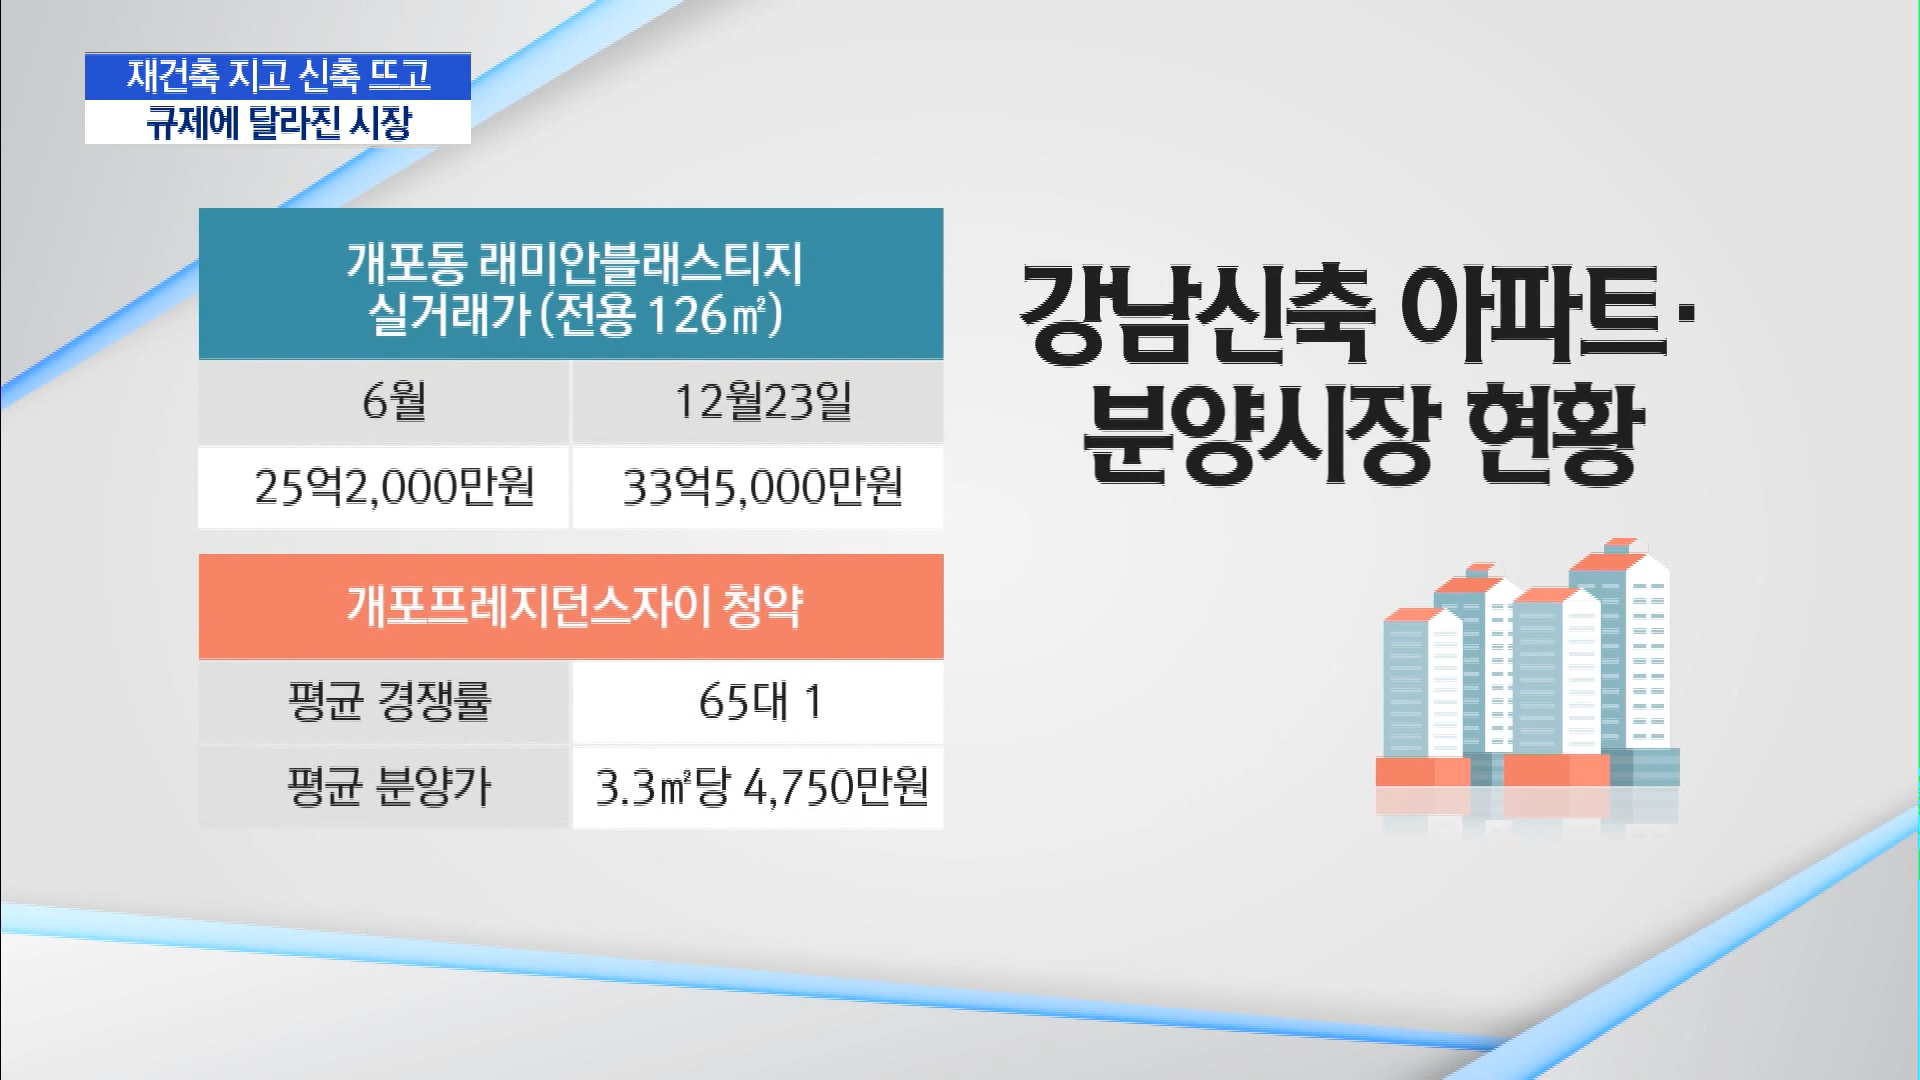 재건축 지고 신축 뜨고
규제에 달라진 시장
개포동 래미안블래스티지
실거래가 (전용 126㎡)
6월 12월23일
25억2,000만원 33억5,000만원
개포프레지던스자이 청약
평균 경쟁률 65대 1
평균 분양가 3.3㎡당 4,750만원
강남신축 아파트·
분양시장 현황